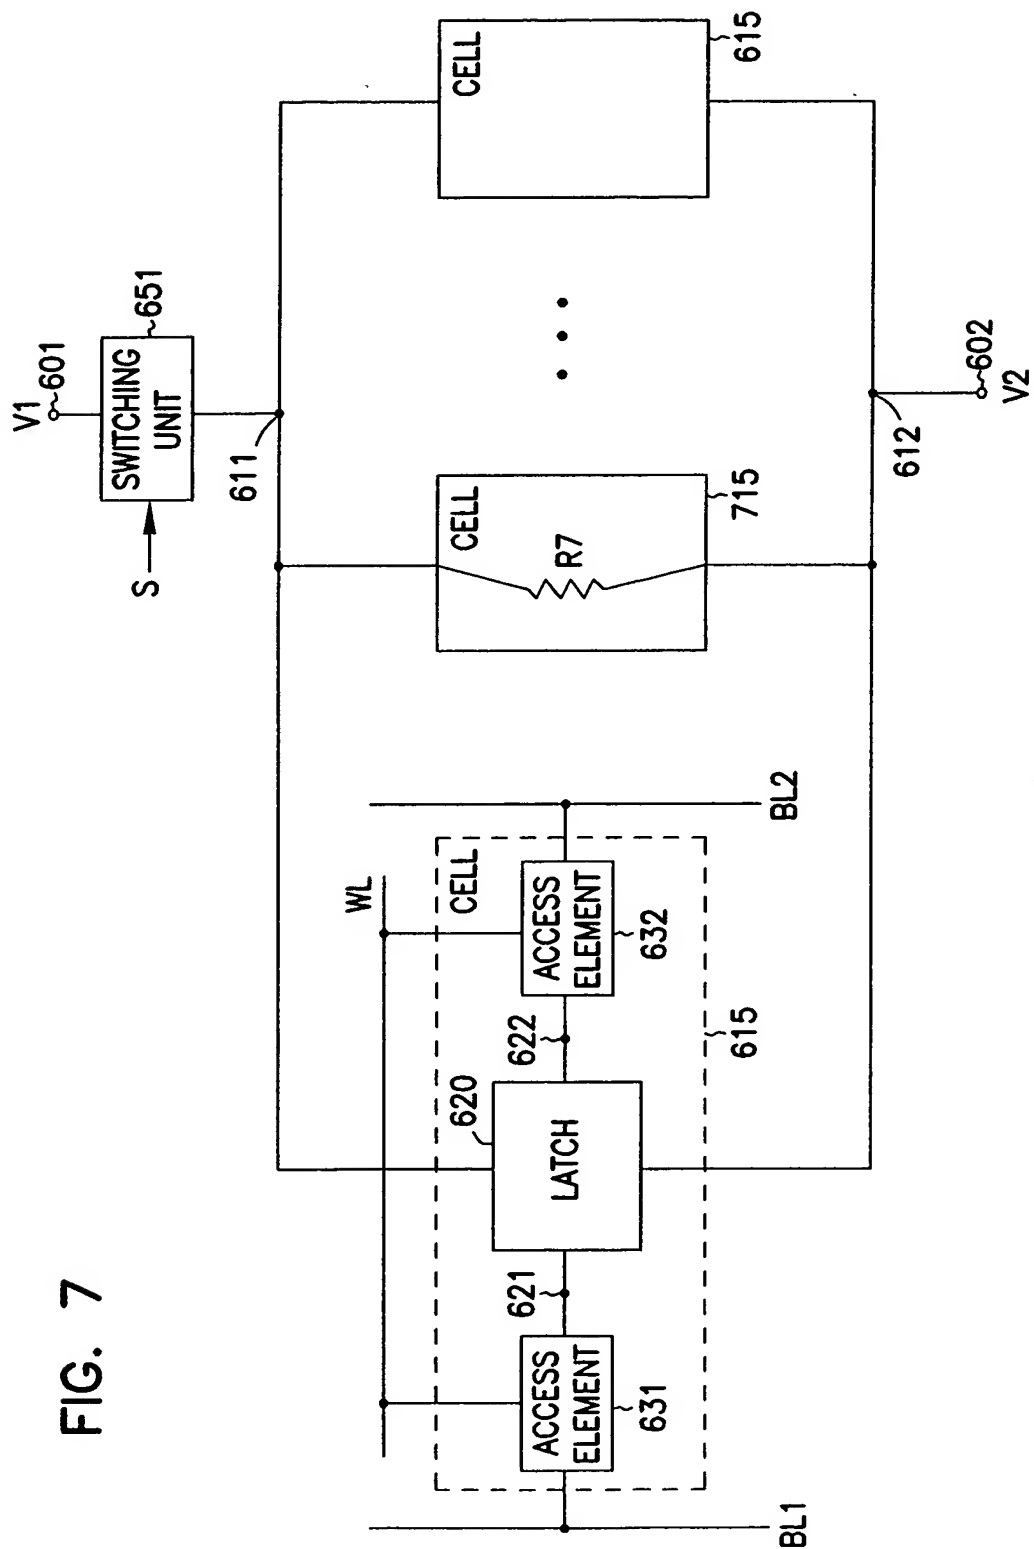 FIG. 7
V1
601
SWITCHING
UNIT
651
S
611
WL
CELL
620
LATCH
621
622
ACCESS
ELEMENT
631
ACCESS
ELEMENT
632
615
BL1
BL2
CELL
R7
715
CELL
615
612
602
V2